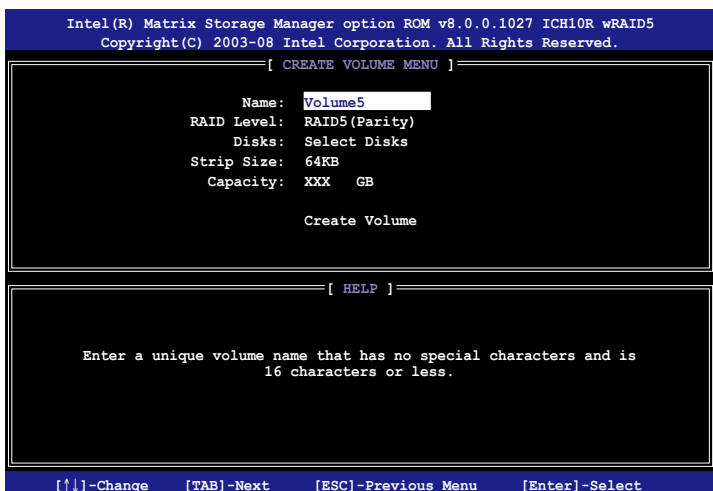 Intel(R) Matrix Storage Manager option ROM v8.0.0.1027 ICH10R wRAID5
Copyright(C) 2003-08 Intel Corporation. All Rights Reserved.
[ CREATE VOLUME MENU ]
Name: Volume5
RAID Level: RAID5(Parity)
Disks: Select Disks
Strip Size: 64KB
Capacity: XXX GB
Create Volume
[ HELP ]
Enter a unique volume name that has no special characters and is
16 characters or less.
[↑↓]-Change [TAB]-Next [ESC]-Previous Menu [Enter]-Select